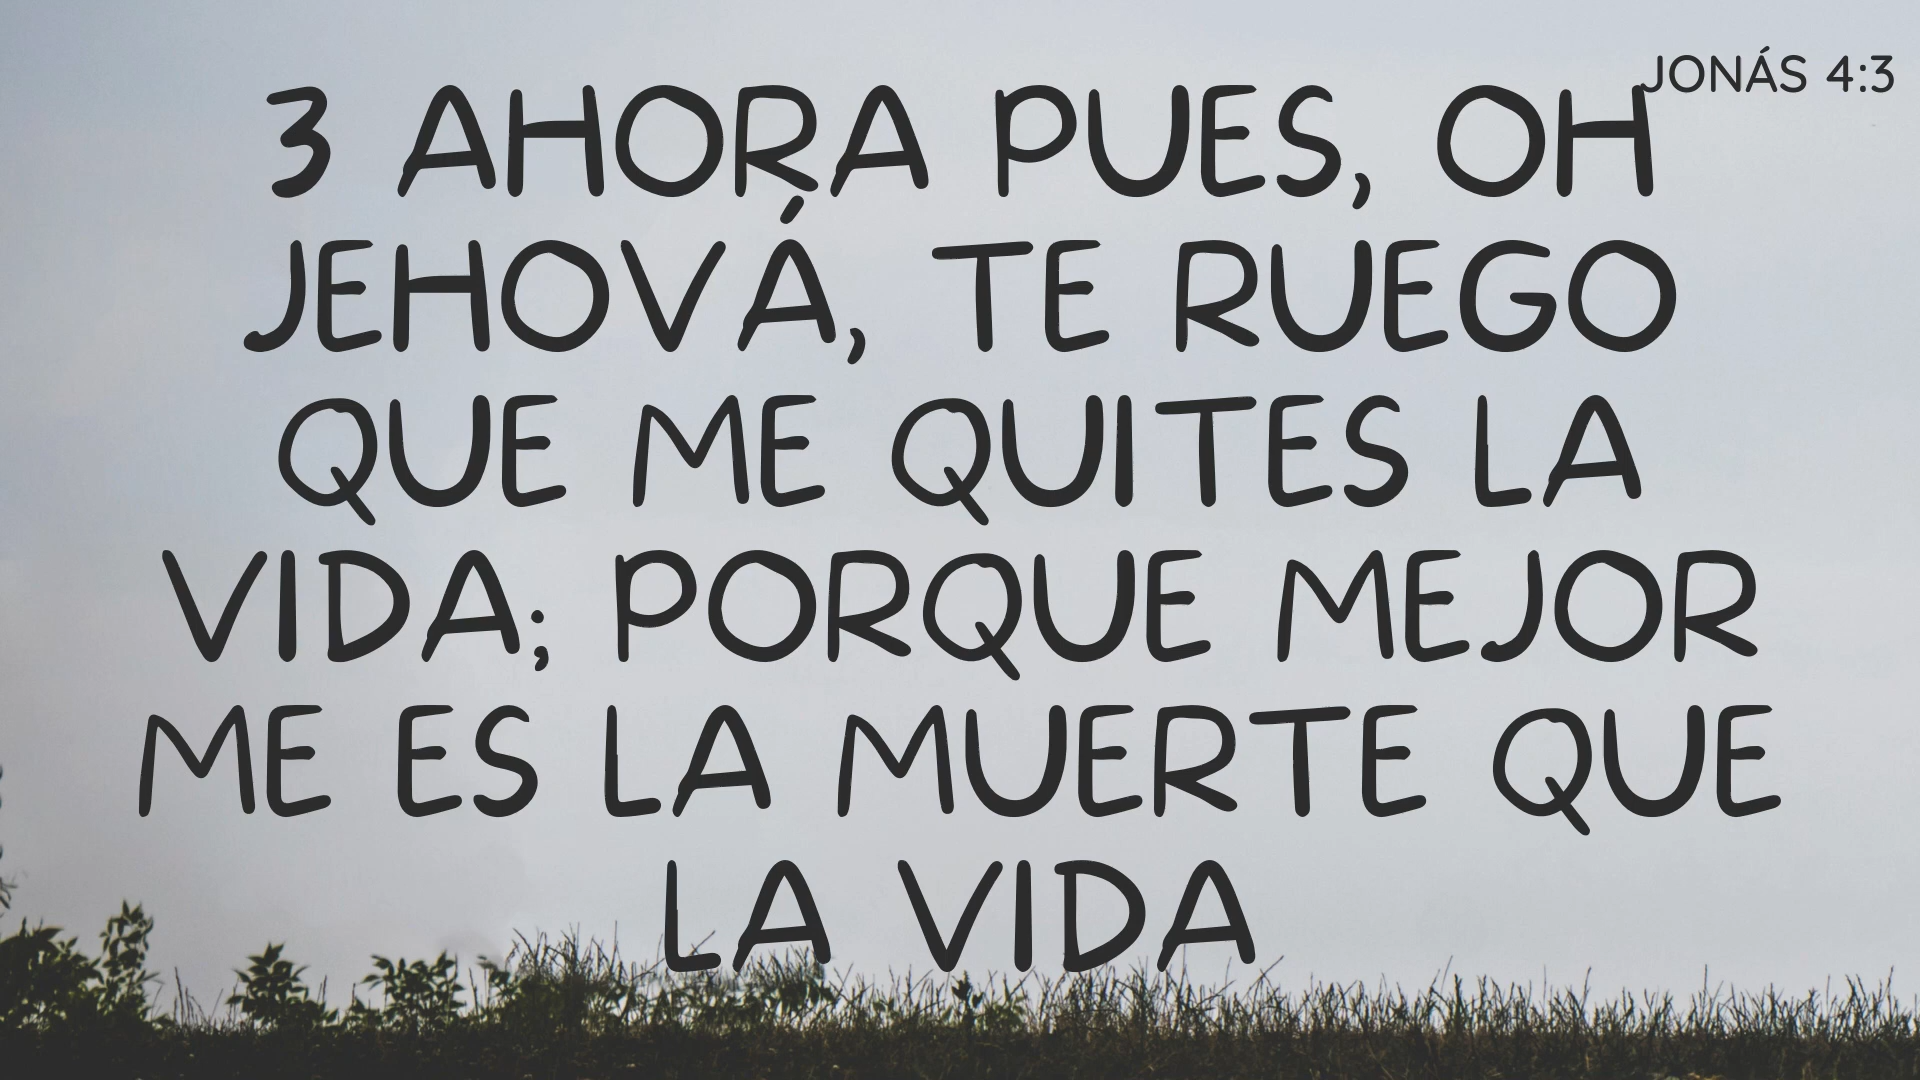 JONÁS 4:3
3 AHORA PUES, OH
JEHOVÁ, TE RUEGO
QUE ME QUITES LA
VIDA; PORQUE MEJOR
ME ES LA MUERTE QUE
LA VIDA